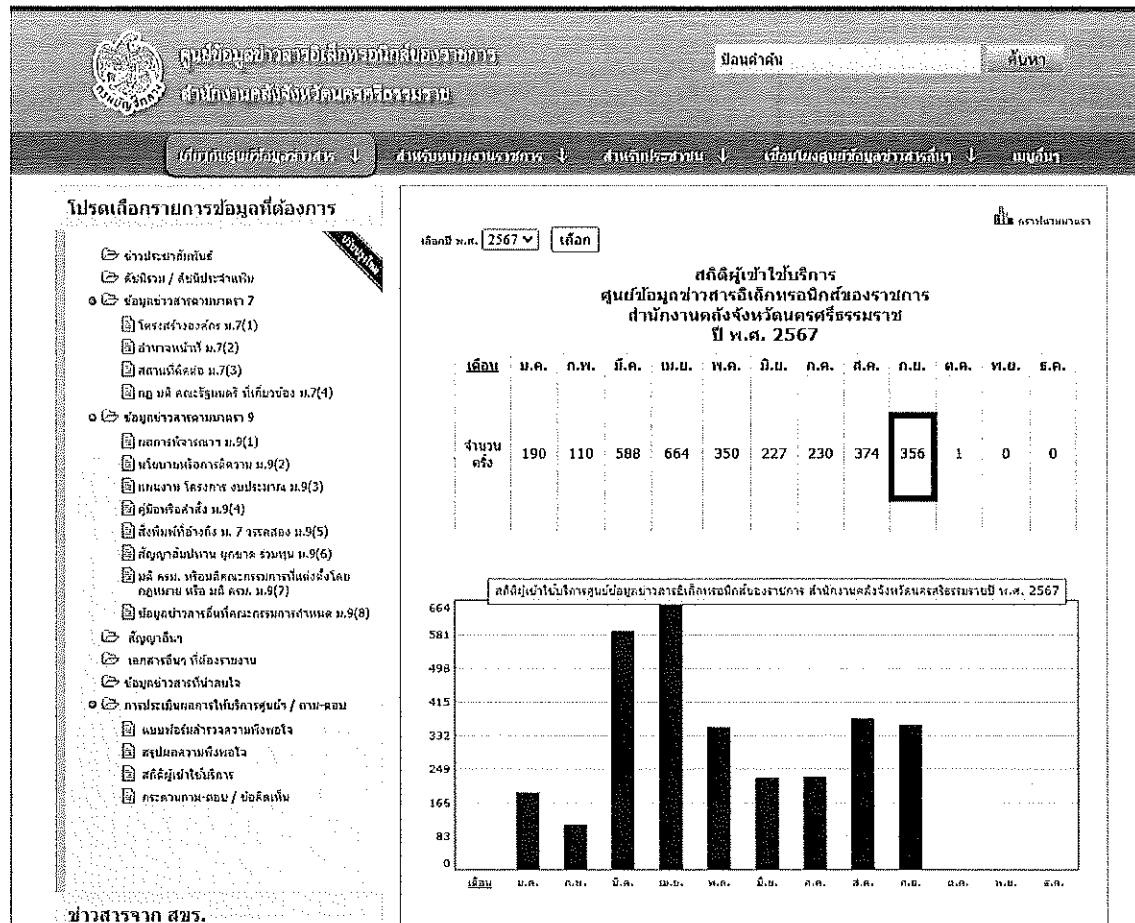 ศูนย์ข้อมูลข่าวสารอิเล็กทรอนิกส์ของราชการ
สำนักงานคลังจังหวัดนครศรีธรรมราช
ป้อนคำค้น
ค้นหา
เกี่ยวกับศูนย์ข้อมูลข่าวสาร ↓
สำหรับหน่วยงานราชการ ↓
สำหรับประชาชน ↓
เชื่อมโยงศูนย์ข้อมูลข่าวสารอื่นๆ ↓
เมนูอื่นๆ
โปรดเลือกรายการข้อมูลที่ต้องการ
ปรับปรุงใหม่
ข่าวประชาสัมพันธ์
ดัชนีรวม / ดัชนีประจำแฟ้ม
ข้อมูลข่าวสารตามมาตรา 7
โครงสร้างองค์กร ม.7(1)
อำนาจหน้าที่ ม.7(2)
สถานที่ติดต่อ ม.7(3)
กฎ มติ คณะรัฐมนตรี ที่เกี่ยวข้อง ม.7(4)
ข้อมูลข่าวสารตามมาตรา 9
ผลการพิจารณาฯ ม.9(1)
นโยบายหรือการตีความ ม.9(2)
แผนงาน โครงการ งบประมาณ ม.9(3)
คู่มือหรือคำสั่ง ม.9(4)
สิ่งพิมพ์ที่อ้างถึง ม. 7 วรรคสอง ม.9(5)
สัญญาสัมปทาน ผูกขาด ร่วมทุน ม.9(6)
มติ ครม. หรือมติคณะกรรมการที่แต่งตั้งโดย
กฎหมาย หรือ มติ ครม. ม.9(7)
ข้อมูลข่าวสารอื่นที่คณะกรรมการกำหนด ม.9(8)
สัญญาอื่นๆ
เอกสารอื่นๆ ที่ต้องรายงาน
ข้อมูลข่าวสารที่น่าสนใจ
การประเมินผลการให้บริการศูนย์ฯ / ถาม-ตอบ
แบบฟอร์มสำรวจความพึงพอใจ
สรุปผลความพึงพอใจ
สถิติผู้เข้าใช้บริการ
กระดานถาม-ตอบ / ข้อคิดเห็น
ข่าวสารจาก สขร.
กราฟตามมาตรา
เลือกปี พ.ศ. 2567 เลือก
สถิติผู้เข้าใช้บริการ
ศูนย์ข้อมูลข่าวสารอิเล็กทรอนิกส์ของราชการ
สำนักงานคลังจังหวัดนครศรีธรรมราช
ปี พ.ศ. 2567
เดือน ม.ค. ก.พ. มี.ค. เม.ย. พ.ค. มิ.ย. ก.ค. ส.ค. ก.ย. ต.ค. พ.ย. ธ.ค.
จำนวน
ครั้ง 190 110 588 664 350 227 230 374 356 1 0 0
สถิติผู้เข้าใช้บริการศูนย์ข้อมูลข่าวสารอิเล็กทรอนิกส์ของราชการ สำนักงานคลังจังหวัดนครศรีธรรมราชปี พ.ศ. 2567
664
581
498
415
332
249
165
83
0
เดือน ม.ค. ก.พ. มี.ค. เม.ย. พ.ค. มิ.ย. ก.ค. ส.ค. ก.ย. ต.ค. พ.ย. ธ.ค.